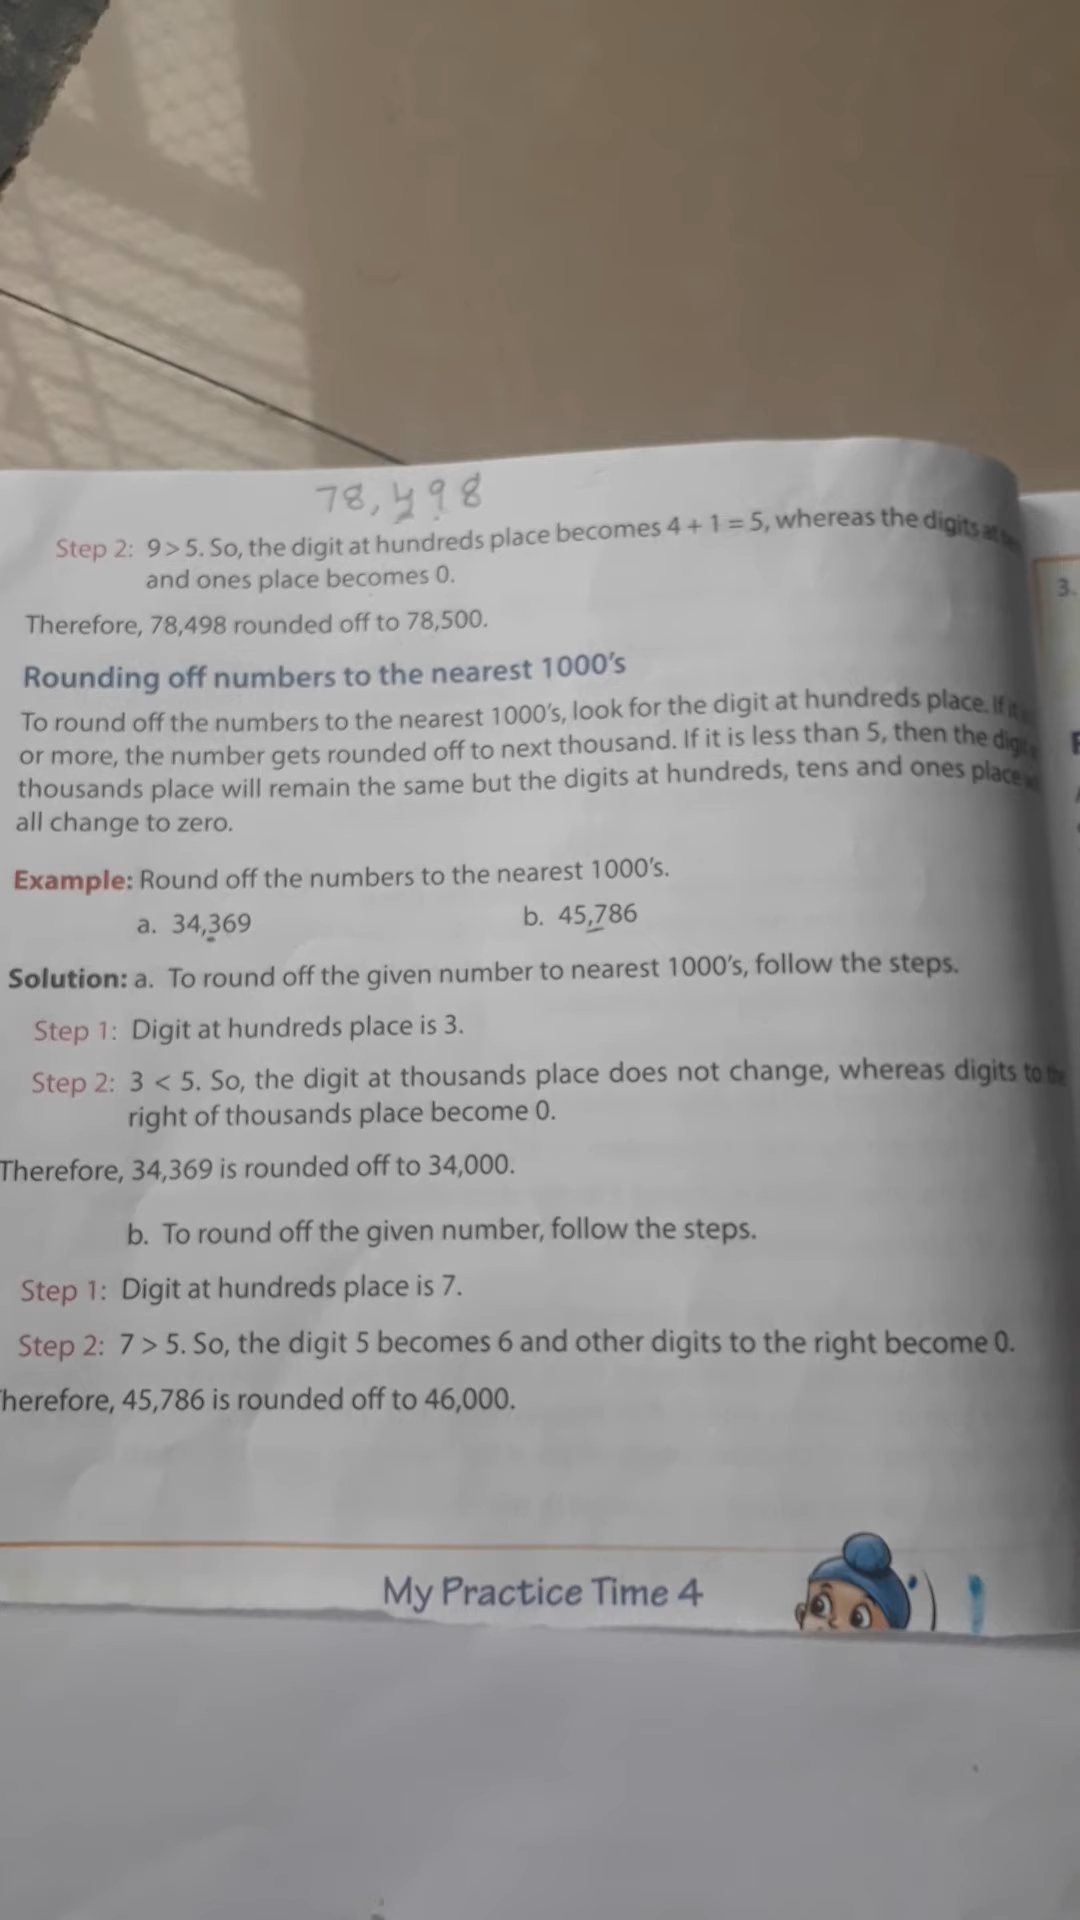 78,498
Step 2: 9 > 5. So, the digit at hundreds place becomes 4 + 1 = 5, whereas the digits at
and ones place becomes 0.
Therefore, 78,498 rounded off to 78,500.
Rounding off numbers to the nearest 1000's
To round off the numbers to the nearest 1000's, look for the digit at hundreds place. If it
or more, the number gets rounded off to next thousand. If it is less than 5, then the
thousands place will remain the same but the digits at hundreds, tens and ones place
all change to zero.
Example: Round off the numbers to the nearest 1000's.
a. 34,369 b. 45,786
Solution: a. To round off the given number to nearest 1000's, follow the steps.
Step 1: Digit at hundreds place is 3.
Step 2: 3 < 5. So, the digit at thousands place does not change, whereas digits to the
right of thousands place become 0.
Therefore, 34,369 is rounded off to 34,000.
b. To round off the given number, follow the steps.
Step 1: Digit at hundreds place is 7.
Step 2: 7 > 5. So, the digit 5 becomes 6 and other digits to the right become 0.
herefore, 45,786 is rounded off to 46,000.
My Practice Time 4
3.